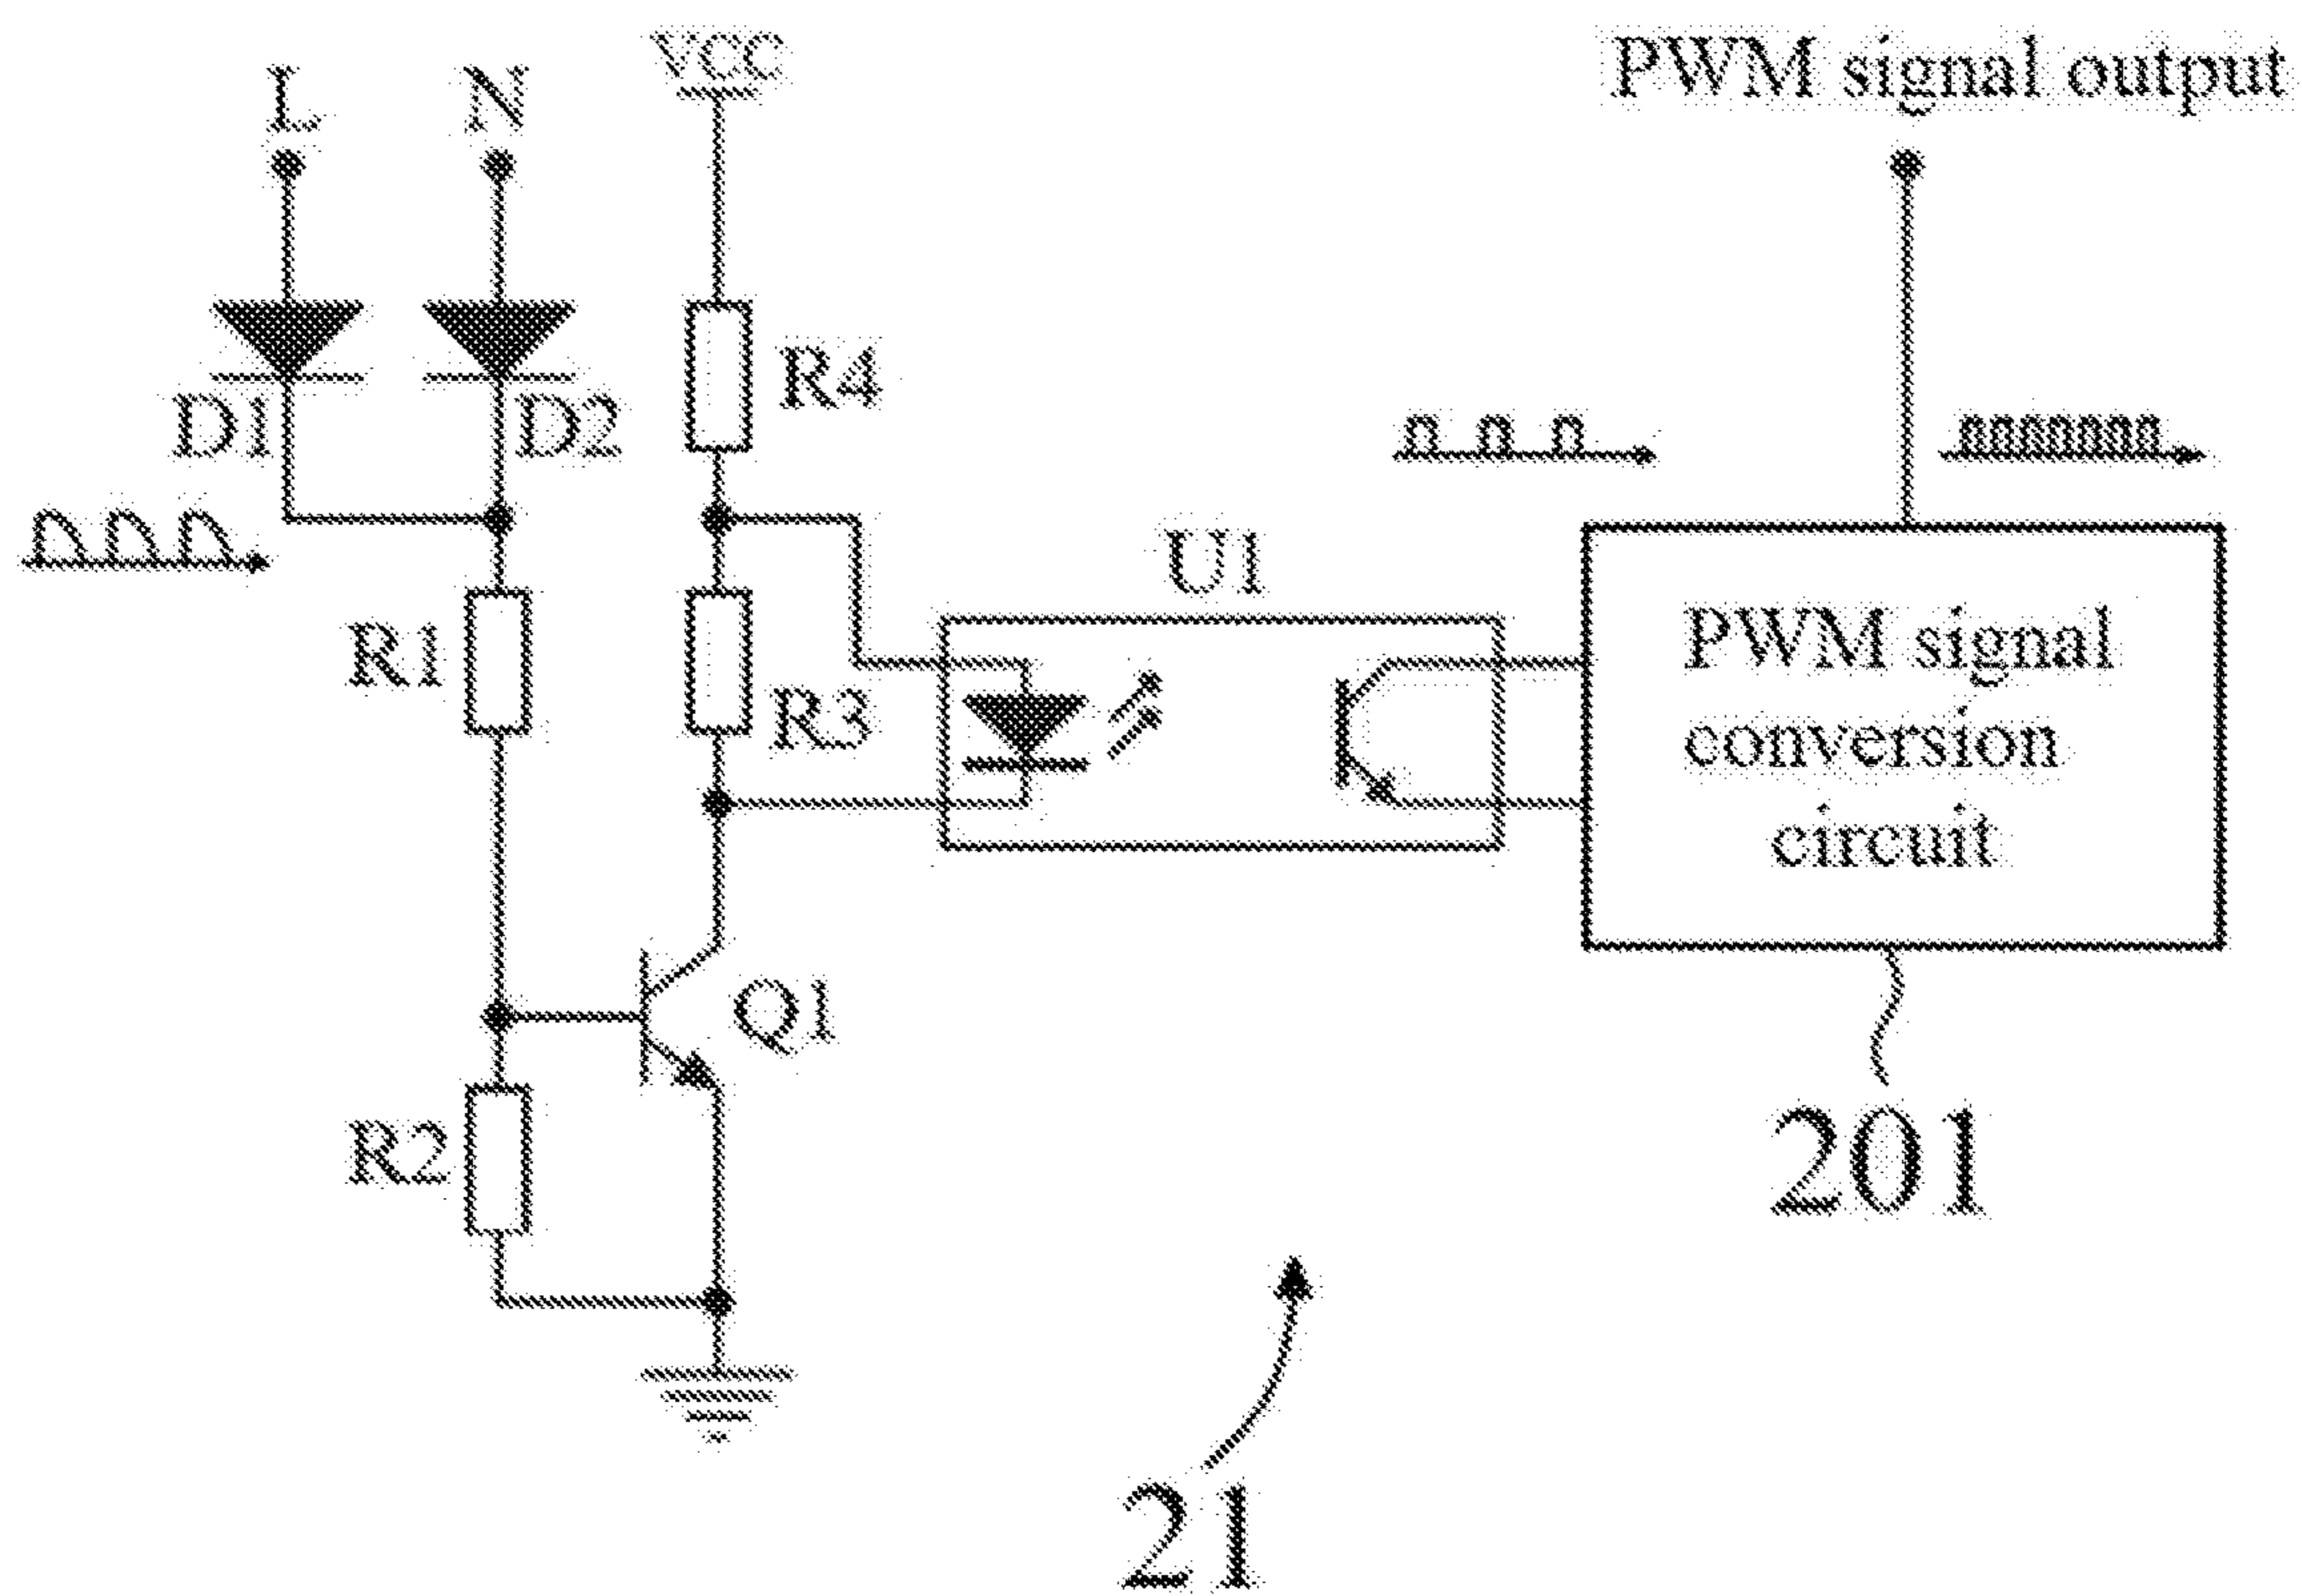 L
N
VCC
PWM signal output
R4
D1
D2
U1
R1
R3
PWM signal
conversion
circuit
Q1
R2
201
21